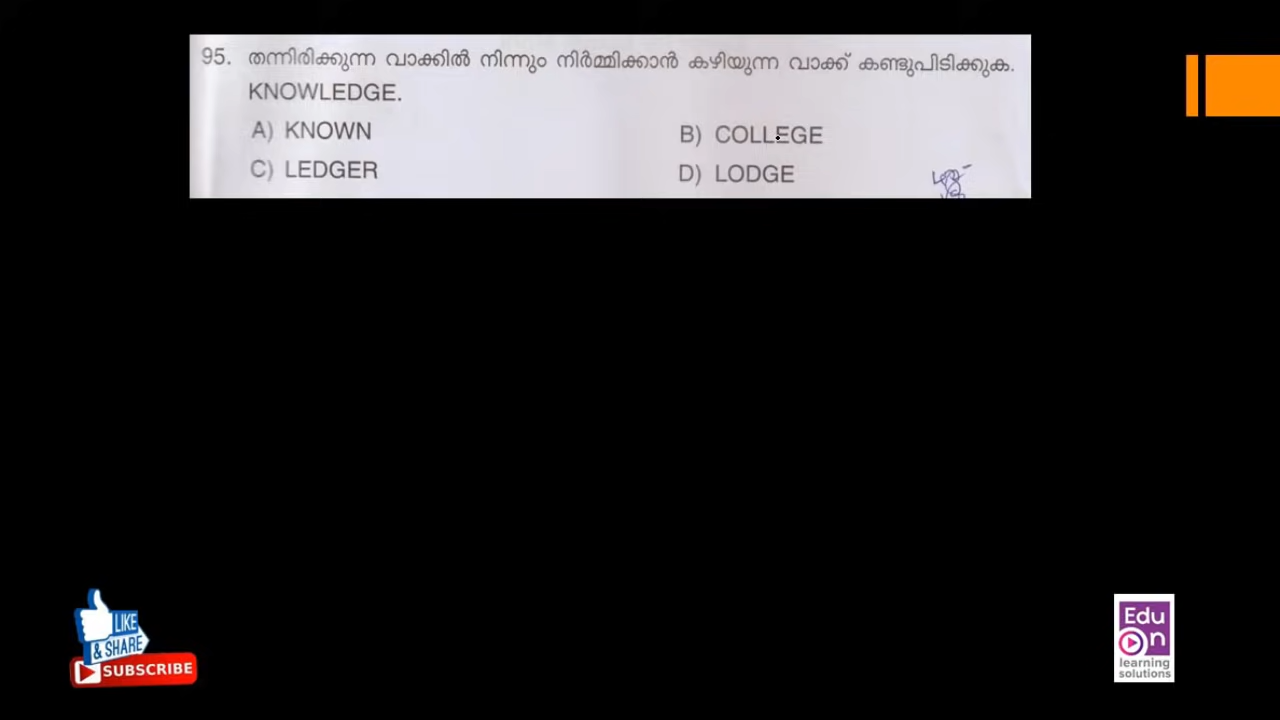 95. തന്നിരിക്കുന്ന വാക്കിൽ നിന്നും നിർമ്മിക്കാൻ കഴിയുന്ന വാക്ക് കണ്ടുപിടിക്കുക.
KNOWLEDGE.
A) KNOWN
B) COLLEGE
C) LEDGER
D) LODGE
LIKE
& SHARE
SUBSCRIBE
Edu
n
learning
solutions